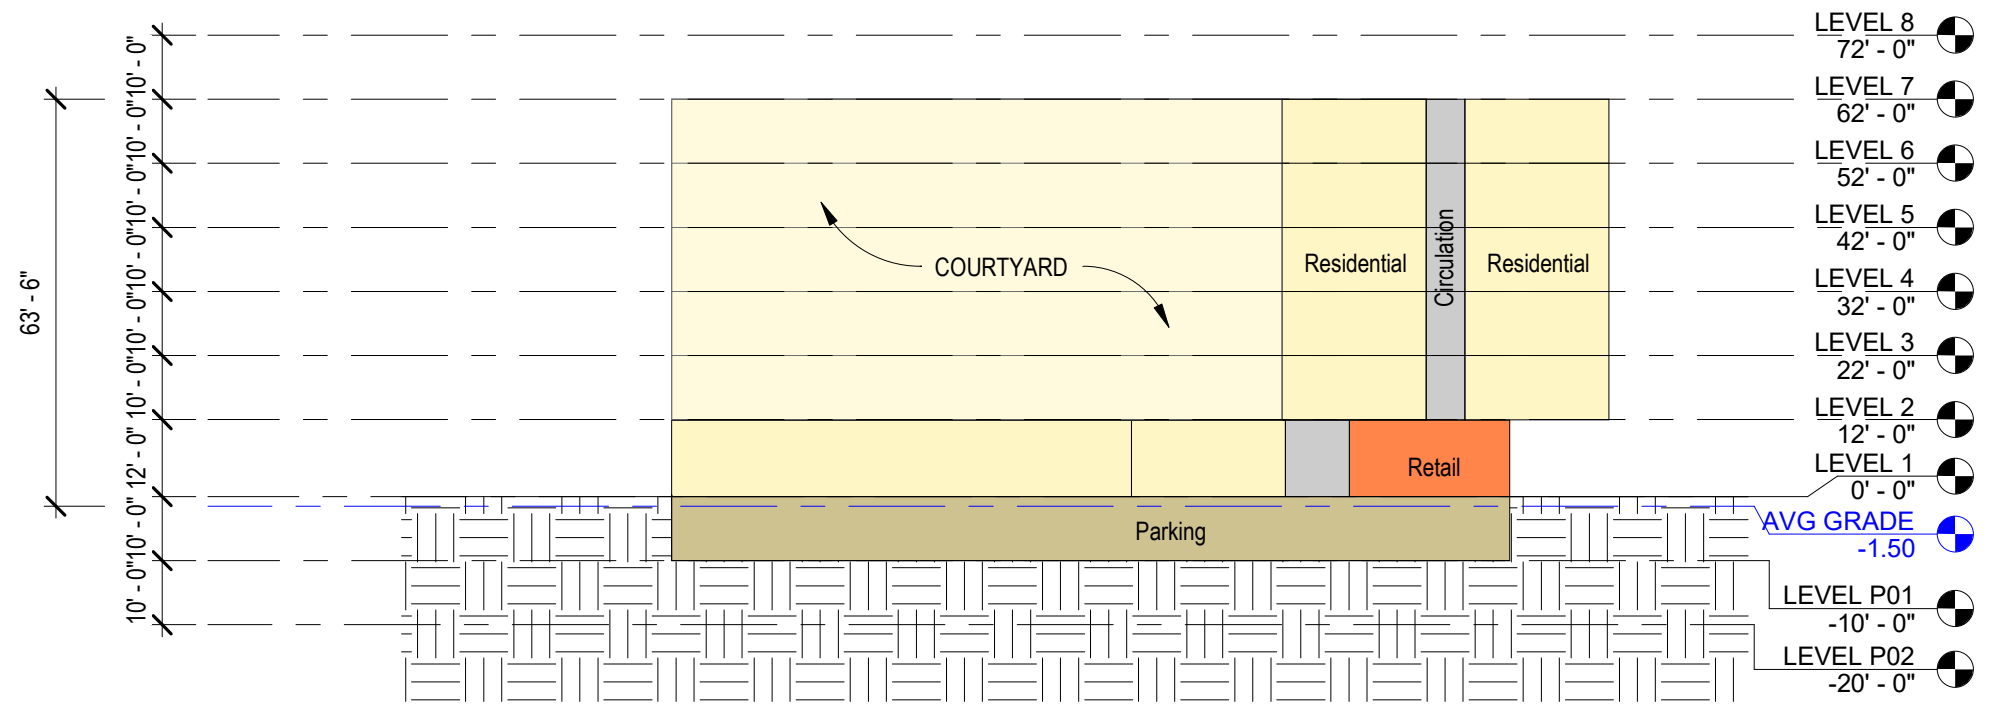 LEVEL 8
72' - 0"
LEVEL 7
62' - 0"
LEVEL 6
52' - 0"
LEVEL 5
42' - 0"
LEVEL 4
32' - 0"
LEVEL 3
22' - 0"
LEVEL 2
12' - 0"
LEVEL 1
0' - 0"
AVG GRADE
-1.50
LEVEL P01
-10' - 0"
LEVEL P02
-20' - 0"
63' - 6"
10' - 0"
10' - 0"
10' - 0"
10' - 0"
10' - 0"
10' - 0"
12' - 0"
10' - 0"
10' - 0"
COURTYARD
Residential
Circulation
Residential
Retail
Parking